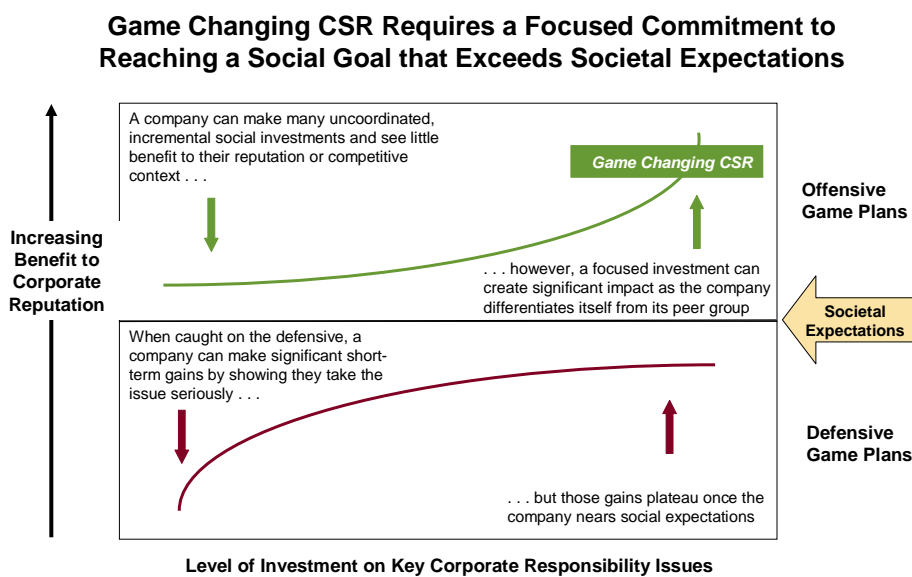 Game Changing CSR Requires a Focused Commitment to
Reaching a Social Goal that Exceeds Societal Expectations
A company can make many uncoordinated,
incremental social investments and see little
benefit to their reputation or competitive
context . . .
Game Changing CSR
Offensive
Game Plans
Increasing
Benefit to
Corporate
Reputation
. . . however, a focused investment can
create significant impact as the company
differentiates itself from its peer group
Societal
Expectations
When caught on the defensive, a
company can make significant short-
term gains by showing they take the
issue seriously . . .
Defensive
Game Plans
. . . but those gains plateau once the
company nears social expectations
Level of Investment on Key Corporate Responsibility Issues